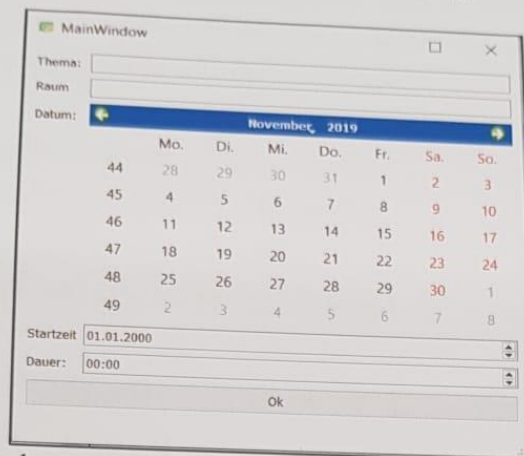 MainWindow
Thema:
Raum
Datum:
November, 2019
Mo. Di. Mi. Do. Fr. Sa. So.
44 28 29 30 31 1 2 3
45 4 5 6 7 8 9 10
46 11 12 13 14 15 16 17
47 18 19 20 21 22 23 24
48 25 26 27 28 29 30 1
49 2 3 4 5 6 7 8
Startzeit 01.01.2000
Dauer: 00:00
Ok